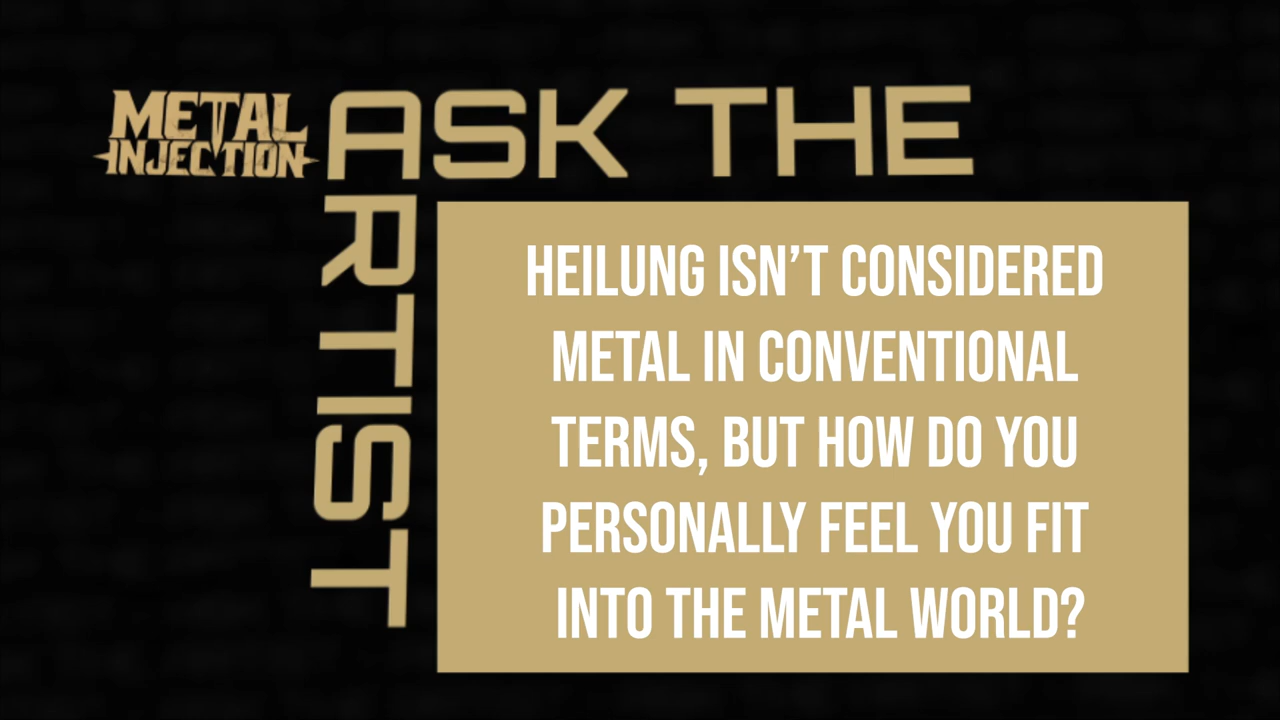 METAL
INJECTION
ASK THE
ARTIST
HEILUNG ISN’T CONSIDERED
METAL IN CONVENTIONAL
TERMS, BUT HOW DO YOU
PERSONALLY FEEL YOU FIT
INTO THE METAL WORLD?